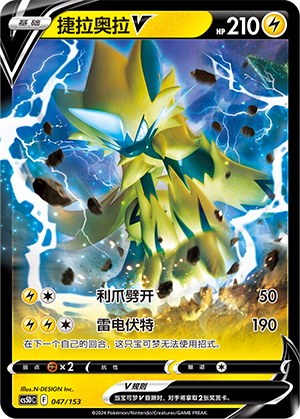 基础
捷拉奥拉V
HP 210
利爪劈开 50
雷电伏特 190
在下一个自己的回合，这只宝可梦无法使用招式。
弱点 ×2 抵抗力 撤退
Illus.N-DESIGN Inc.
V规则
cs5D C F 047/153
当宝可梦V昏厥时，对手将拿取2张奖赏卡。
©2024 Pokémon/Nintendo/Creatures/GAME FREAK.